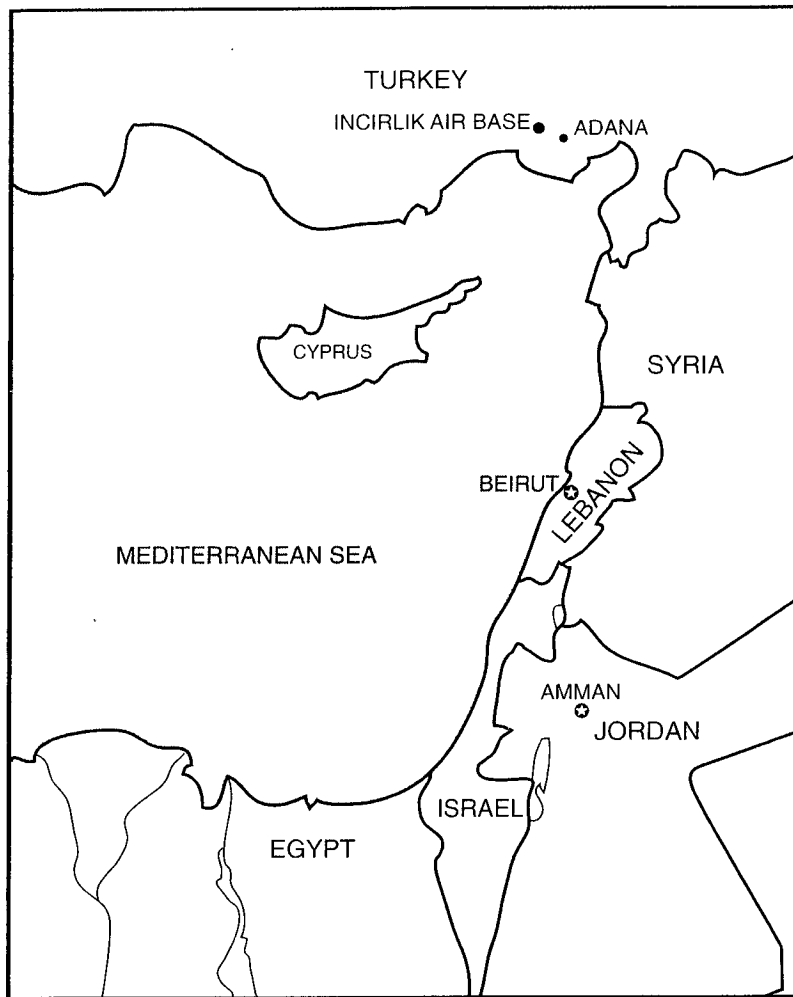 TURKEY
INCIRLIK AIR BASE
ADANA
CYPRUS
SYRIA
BEIRUT
LEBANON
MEDITERRANEAN SEA
AMMAN
JORDAN
ISRAEL
EGYPT